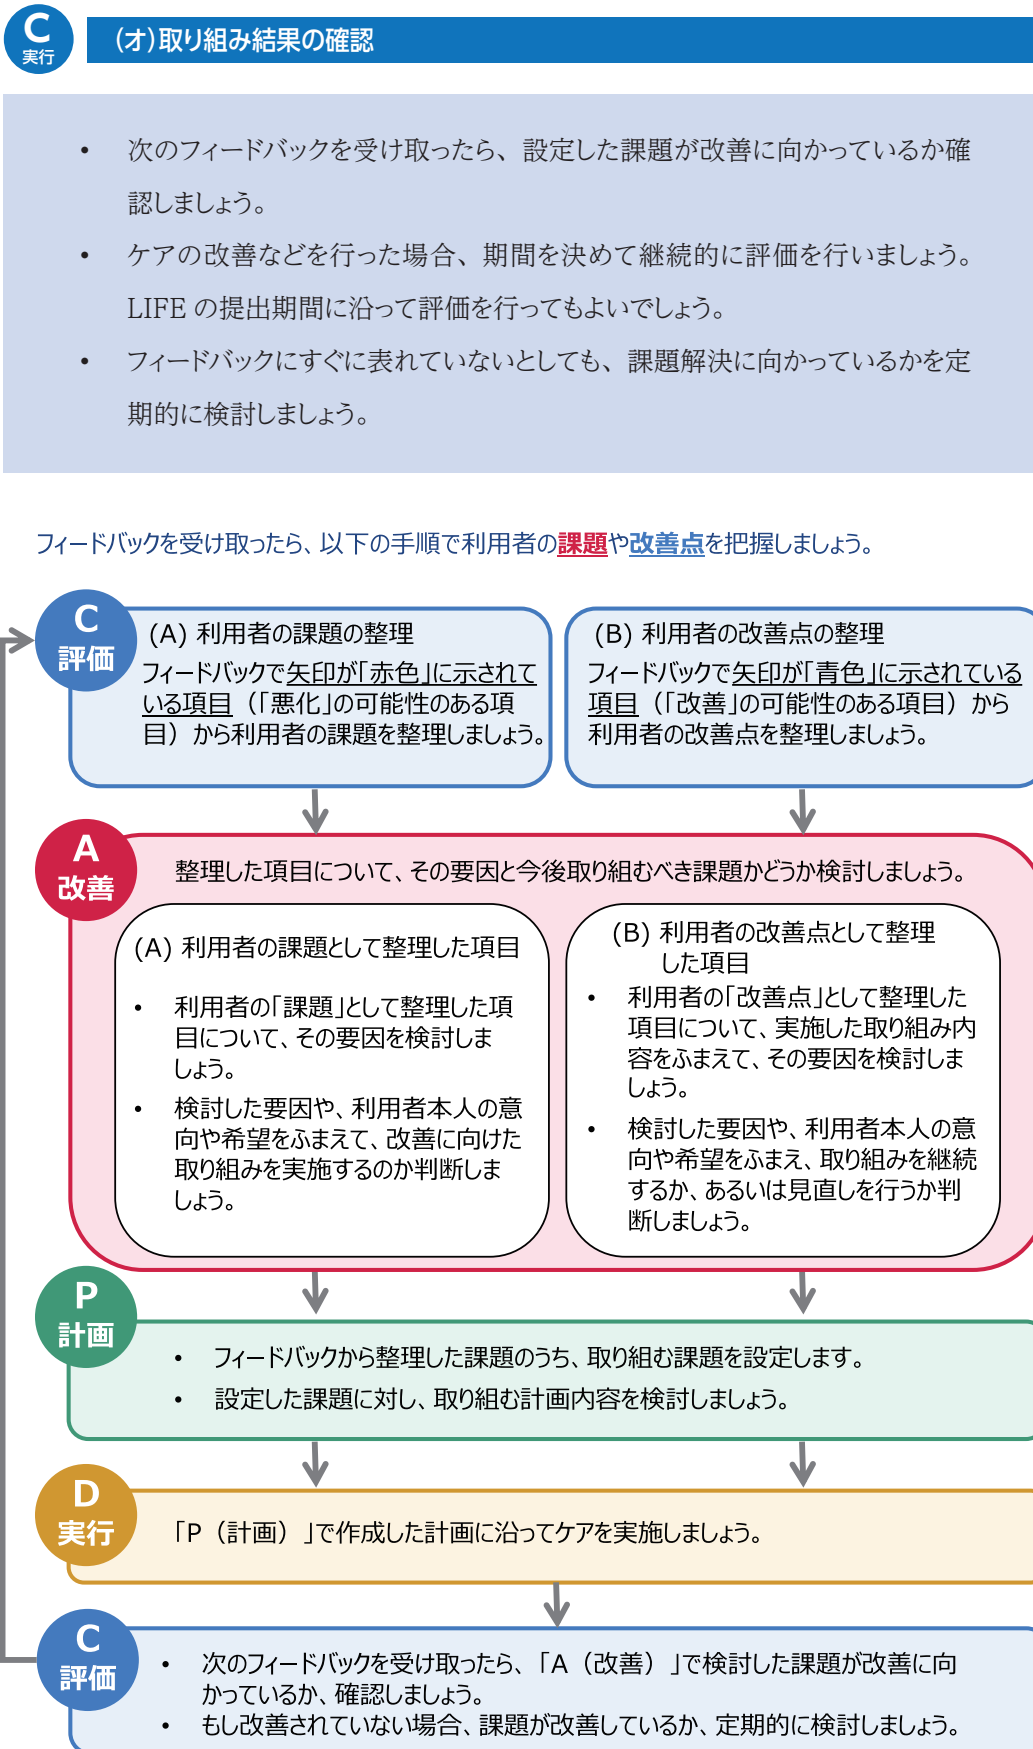 C
実行
(オ)取り組み結果の確認
• 次のフィードバックを受け取ったら、設定した課題が改善に向かっているか確
認しましょう。
• ケアの改善などを行った場合、期間を決めて継続的に評価を行いましょう。
LIFE の提出期間に沿って評価を行ってもよいでしょう。
• フィードバックにすぐに表れていないとしても、課題解決に向かっているかを定
期的に検討しましょう。
フィードバックを受け取ったら、以下の手順で利用者の課題や改善点を把握しましょう。
C
評価
(A) 利用者の課題の整理
フィードバックで矢印が「赤色」に示されて
いる項目（「悪化」の可能性のある項
目）から利用者の課題を整理しましょう。
(B) 利用者の改善点の整理
フィードバックで矢印が「青色」に示されている
項目（「改善」の可能性のある項目）から
利用者の改善点を整理しましょう。
A
改善
整理した項目について、その要因と今後取り組むべき課題かどうか検討しましょう。
(A) 利用者の課題として整理した項目
• 利用者の「課題」として整理した項
目について、その要因を検討しま
しょう。
• 検討した要因や、利用者本人の意
向や希望をふまえて、改善に向けた
取り組みを実施するのか判断しま
しょう。
(B) 利用者の改善点として整理
した項目
• 利用者の「改善点」として整理した
項目について、実施した取り組み内
容をふまえて、その要因を検討しま
しょう。
• 検討した要因や、利用者本人の意
向や希望をふまえ、取り組みを継続
するか、あるいは見直しを行うか判
断しましょう。
P
計画
• フィードバックから整理した課題のうち、取り組む課題を設定します。
• 設定した課題に対し、取り組む計画内容を検討しましょう。
D
実行
「P（計画）」で作成した計画に沿ってケアを実施しましょう。
C
評価
• 次のフィードバックを受け取ったら、「A（改善）」で検討した課題が改善に向
かっているか、確認しましょう。
• もし改善されていない場合、課題が改善しているか、定期的に検討しましょう。